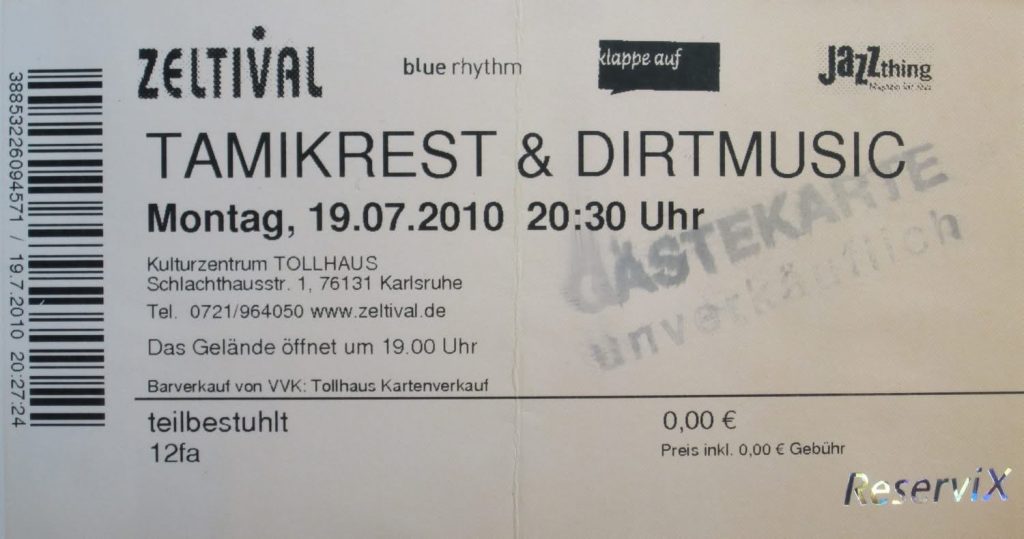 ZELTIVAL
blue rhythm
klappe auf
JAZZthing
TAMIKREST & DIRTMUSIC
Montag, 19.07.2010 20:30 Uhr
GÄSTEKARTE
unverkäuflich
Kulturzentrum TOLLHAUS
Schlachthausstr. 1, 76131 Karlsruhe
Tel. 0721/964050 www.zeltival.de
Das Gelände öffnet um 19.00 Uhr
Barverkauf von VVK: Tollhaus Kartenverkauf
teilbestuhlt
12fa
0,00 €
Preis inkl. 0,00 € Gebühr
ReserviX
3885322609457​1 / 19.7.2010 20:27:24